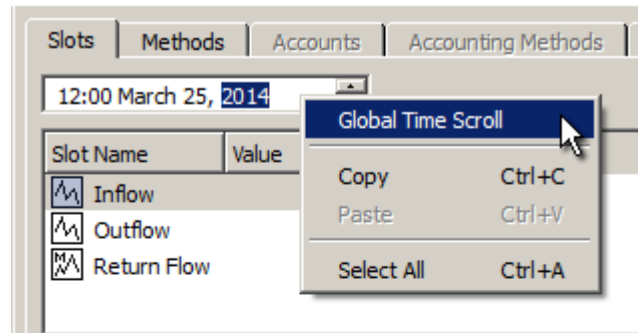 Slots Methods Accounts Accounting Methods
12:00 March 25, 2014
Global Time Scroll
Slot Name Value
Copy Ctrl+C
Inflow
Paste Ctrl+V
Outflow
Return Flow
Select All Ctrl+A